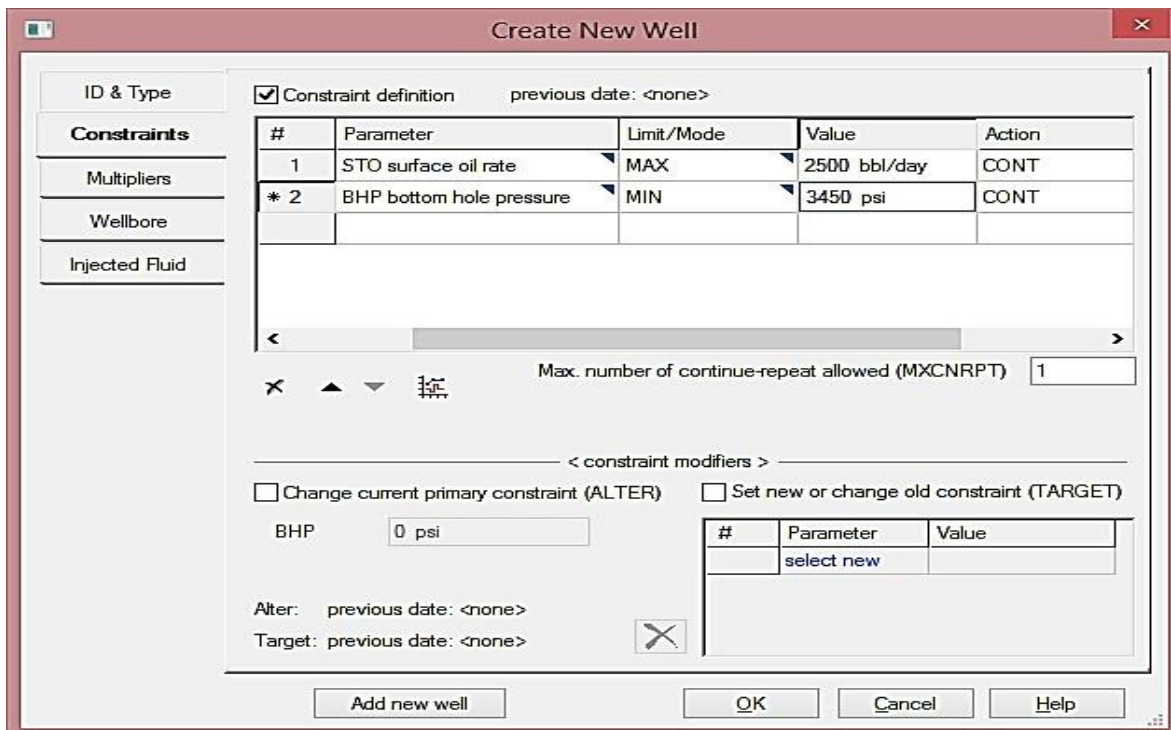 Create New Well
ID & Type
Constraints
Multipliers
Wellbore
Injected Fluid
Constraint definition previous date: <none>
# Parameter Limit/Mode Value Action
1 STO surface oil rate MAX 2500 bbl/day CONT
* 2 BHP bottom hole pressure MIN 3450 psi CONT
Max. number of continue-repeat allowed (MXCNRPT) 1
< constraint modifiers >
Change current primary constraint (ALTER)
BHP 0 psi
Alter: previous date: <none>
Target: previous date: <none>
Set new or change old constraint (TARGET)
# Parameter Value
select new
Add new well OK Cancel Help